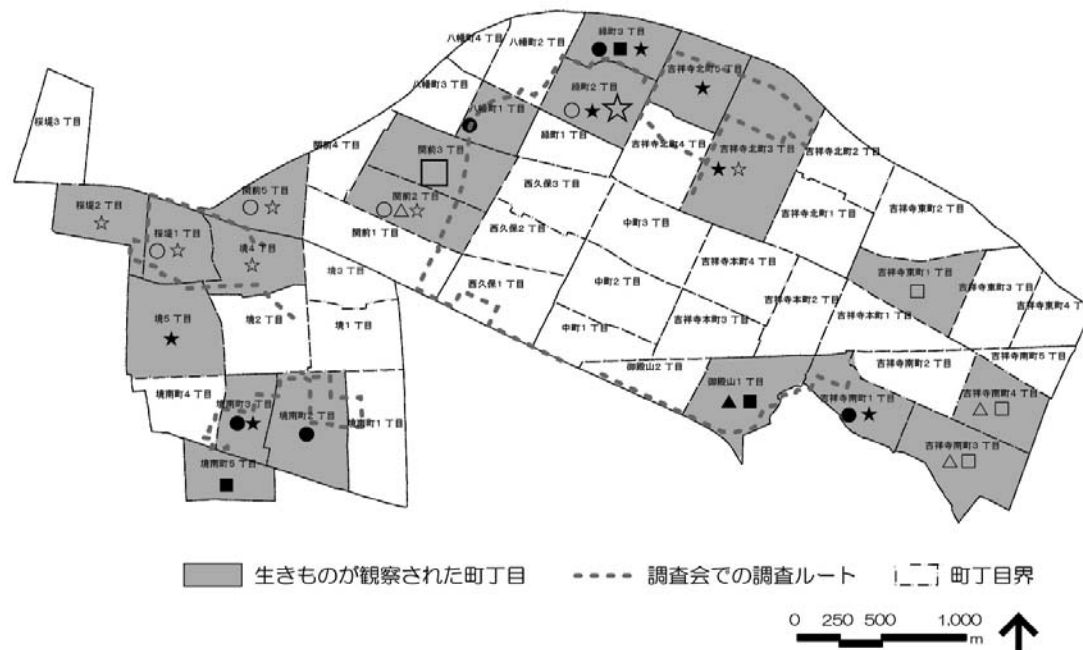 八幡町4 丁目
八幡町2 丁目
緑町3 丁目
吉祥寺北町5 丁目
八幡町3 丁目
緑町2 丁目
桜堤3 丁目
八幡町1 丁目
緑町1 丁目
吉祥寺北町4 丁目
吉祥寺北町3 丁目
吉祥寺北町2 丁目
関前4 丁目
関前3 丁目
西久保3 丁目
関前5 丁目
関前2 丁目
中町3 丁目
吉祥寺北町1 丁目
吉祥寺東町2 丁目
桜堤2 丁目
桜堤1 丁目
関前1 丁目
西久保2 丁目
境4 丁目
境3 丁目
吉祥寺本町4 丁目
吉祥寺東町1 丁目
吉祥寺東町3 丁目
吉祥寺東町4 丁目
西久保1 丁目
中町2 丁目
吉祥寺本町2 丁目
吉祥寺本町1 丁目
境5 丁目
境2 丁目
境1 丁目
中町1 丁目
吉祥寺本町3 丁目
御殿山2 丁目
御殿山1 丁目
吉祥寺南町2 丁目
吉祥寺南町5 丁目
境南町4 丁目
境南町3 丁目
境南町2 丁目
境南町1 丁目
吉祥寺南町1 丁目
吉祥寺南町4 丁目
吉祥寺南町3 丁目
境南町5 丁目
生きものが観察された町丁目
調査会での調査ルート
町丁目界
0 250 500 1,000
m